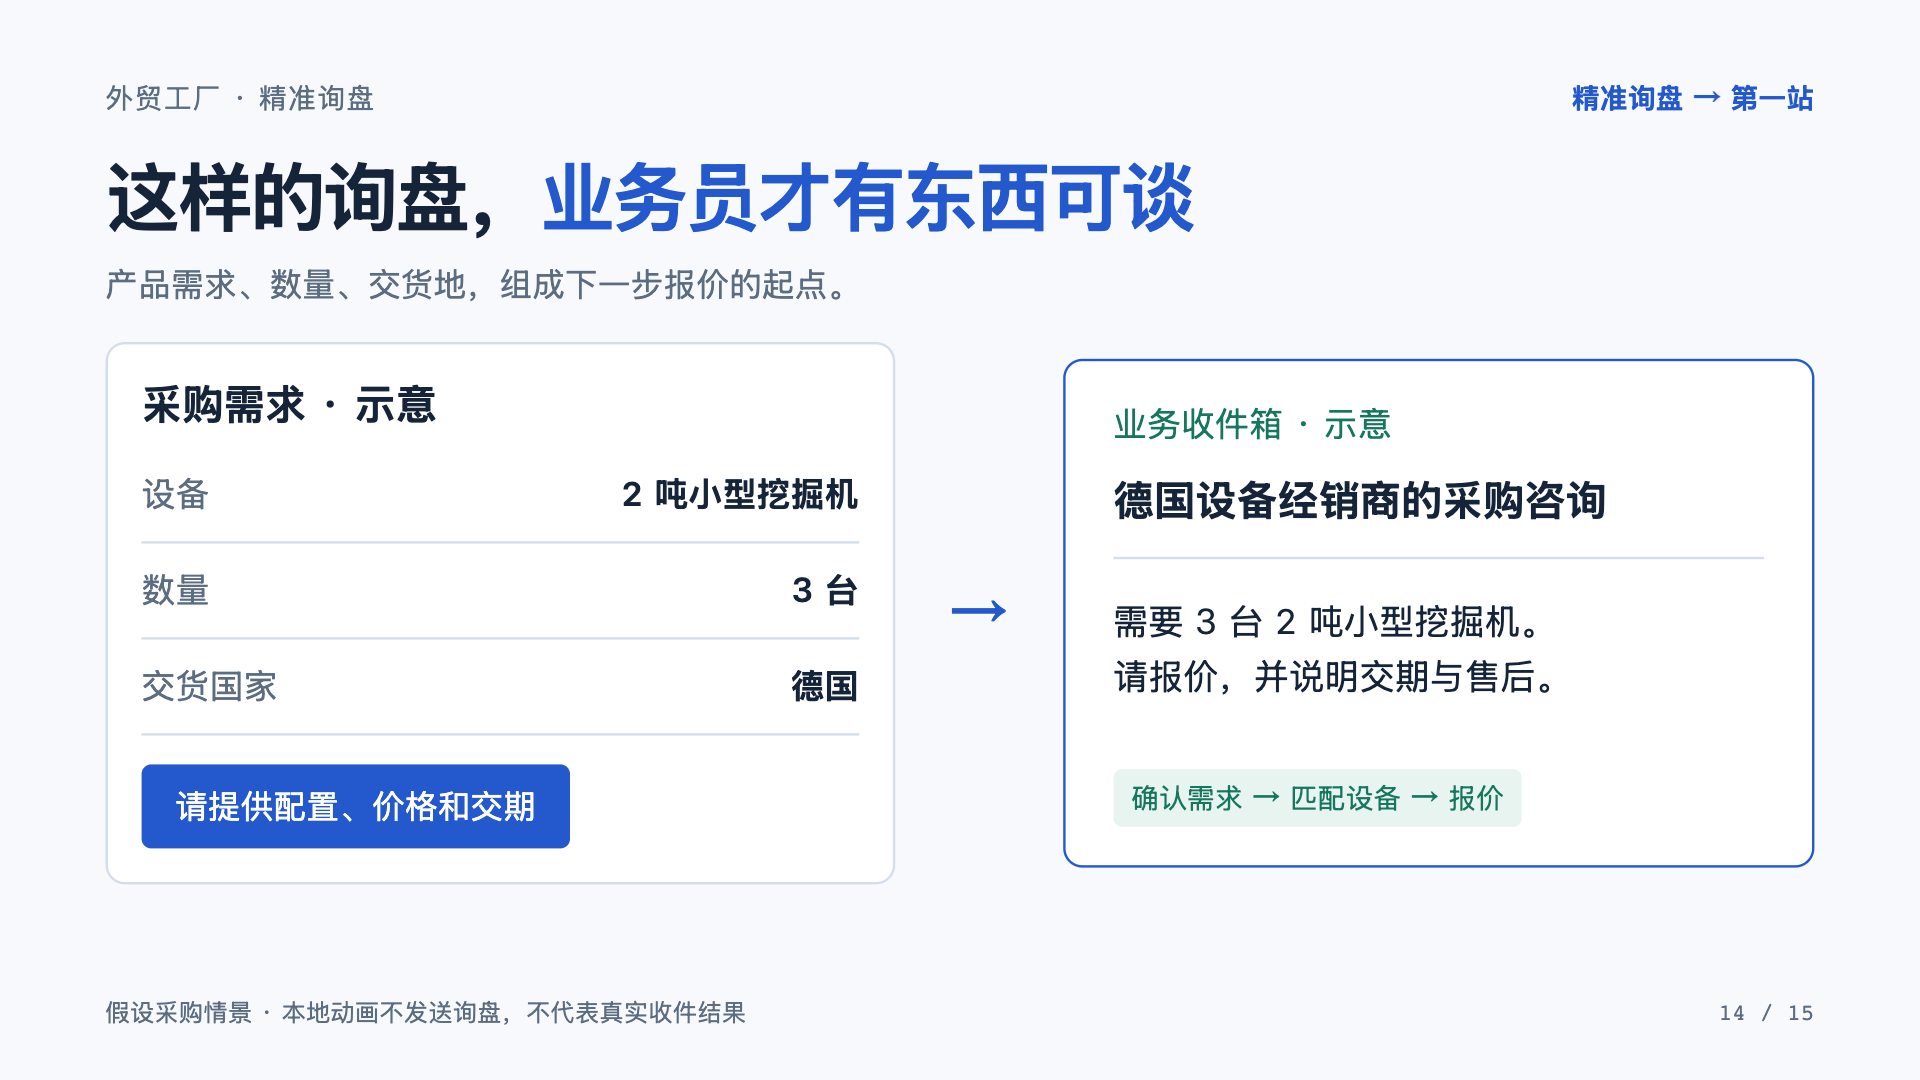 外贸工厂 · 精准询盘
精准询盘 → 第一站
这样的询盘，业务员才有东西可谈
产品需求、数量、交货地，组成下一步报价的起点。
采购需求 · 示意
设备 2 吨小型挖掘机
数量 3 台
交货国家 德国
请提供配置、价格和交期
→
业务收件箱 · 示意
德国设备经销商的采购咨询
需要 3 台 2 吨小型挖掘机。
请报价，并说明交期与售后。
确认需求 → 匹配设备 → 报价
假设采购情景 · 本地动画不发送询盘，不代表真实收件结果
14 / 15